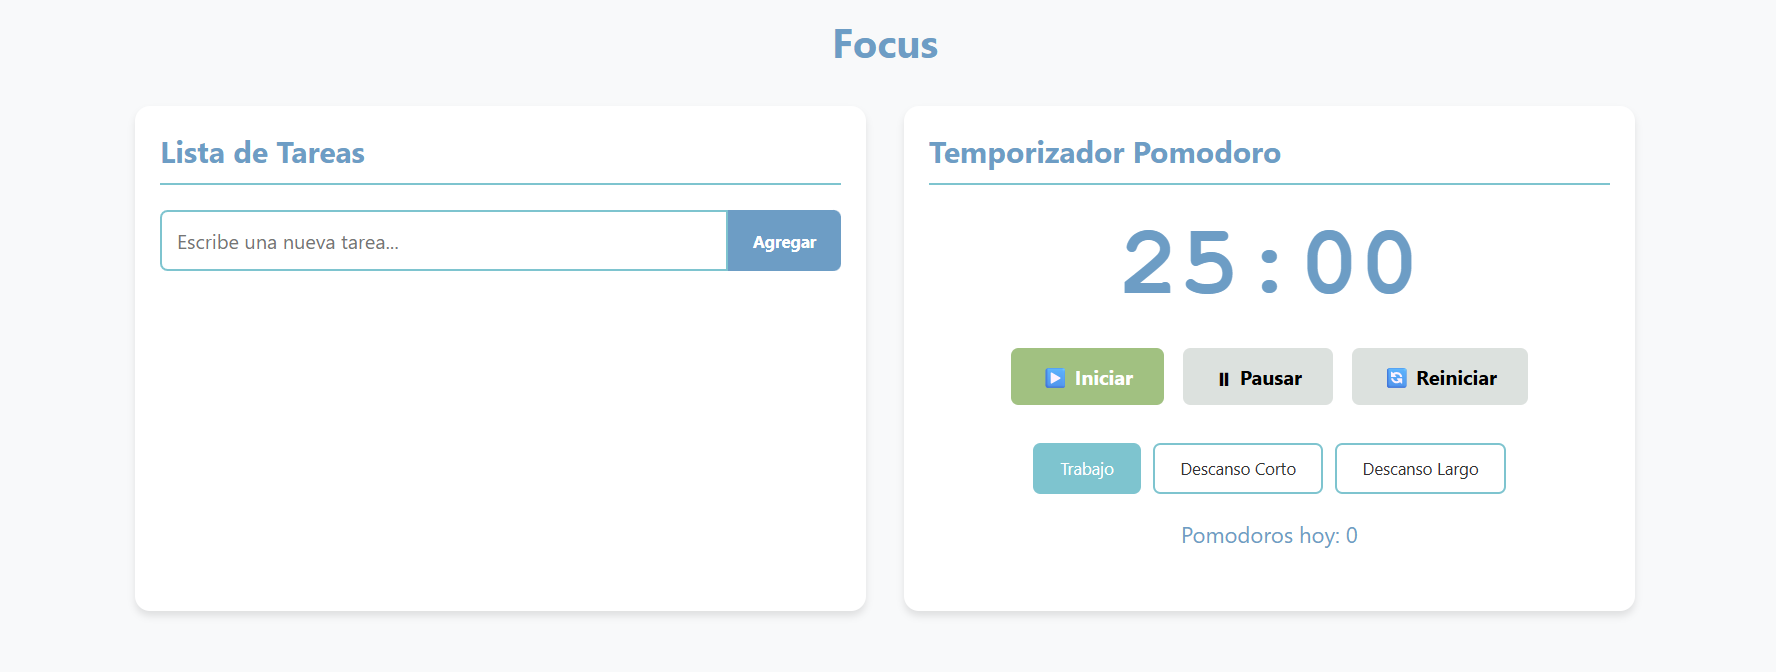 Focus
Lista de Tareas
Escribe una nueva tarea...
Agregar
Temporizador Pomodoro
25:00
▶️ Iniciar
⏸ Pausar
🔄 Reiniciar
Trabajo
Descanso Corto
Descanso Largo
Pomodoros hoy: 0